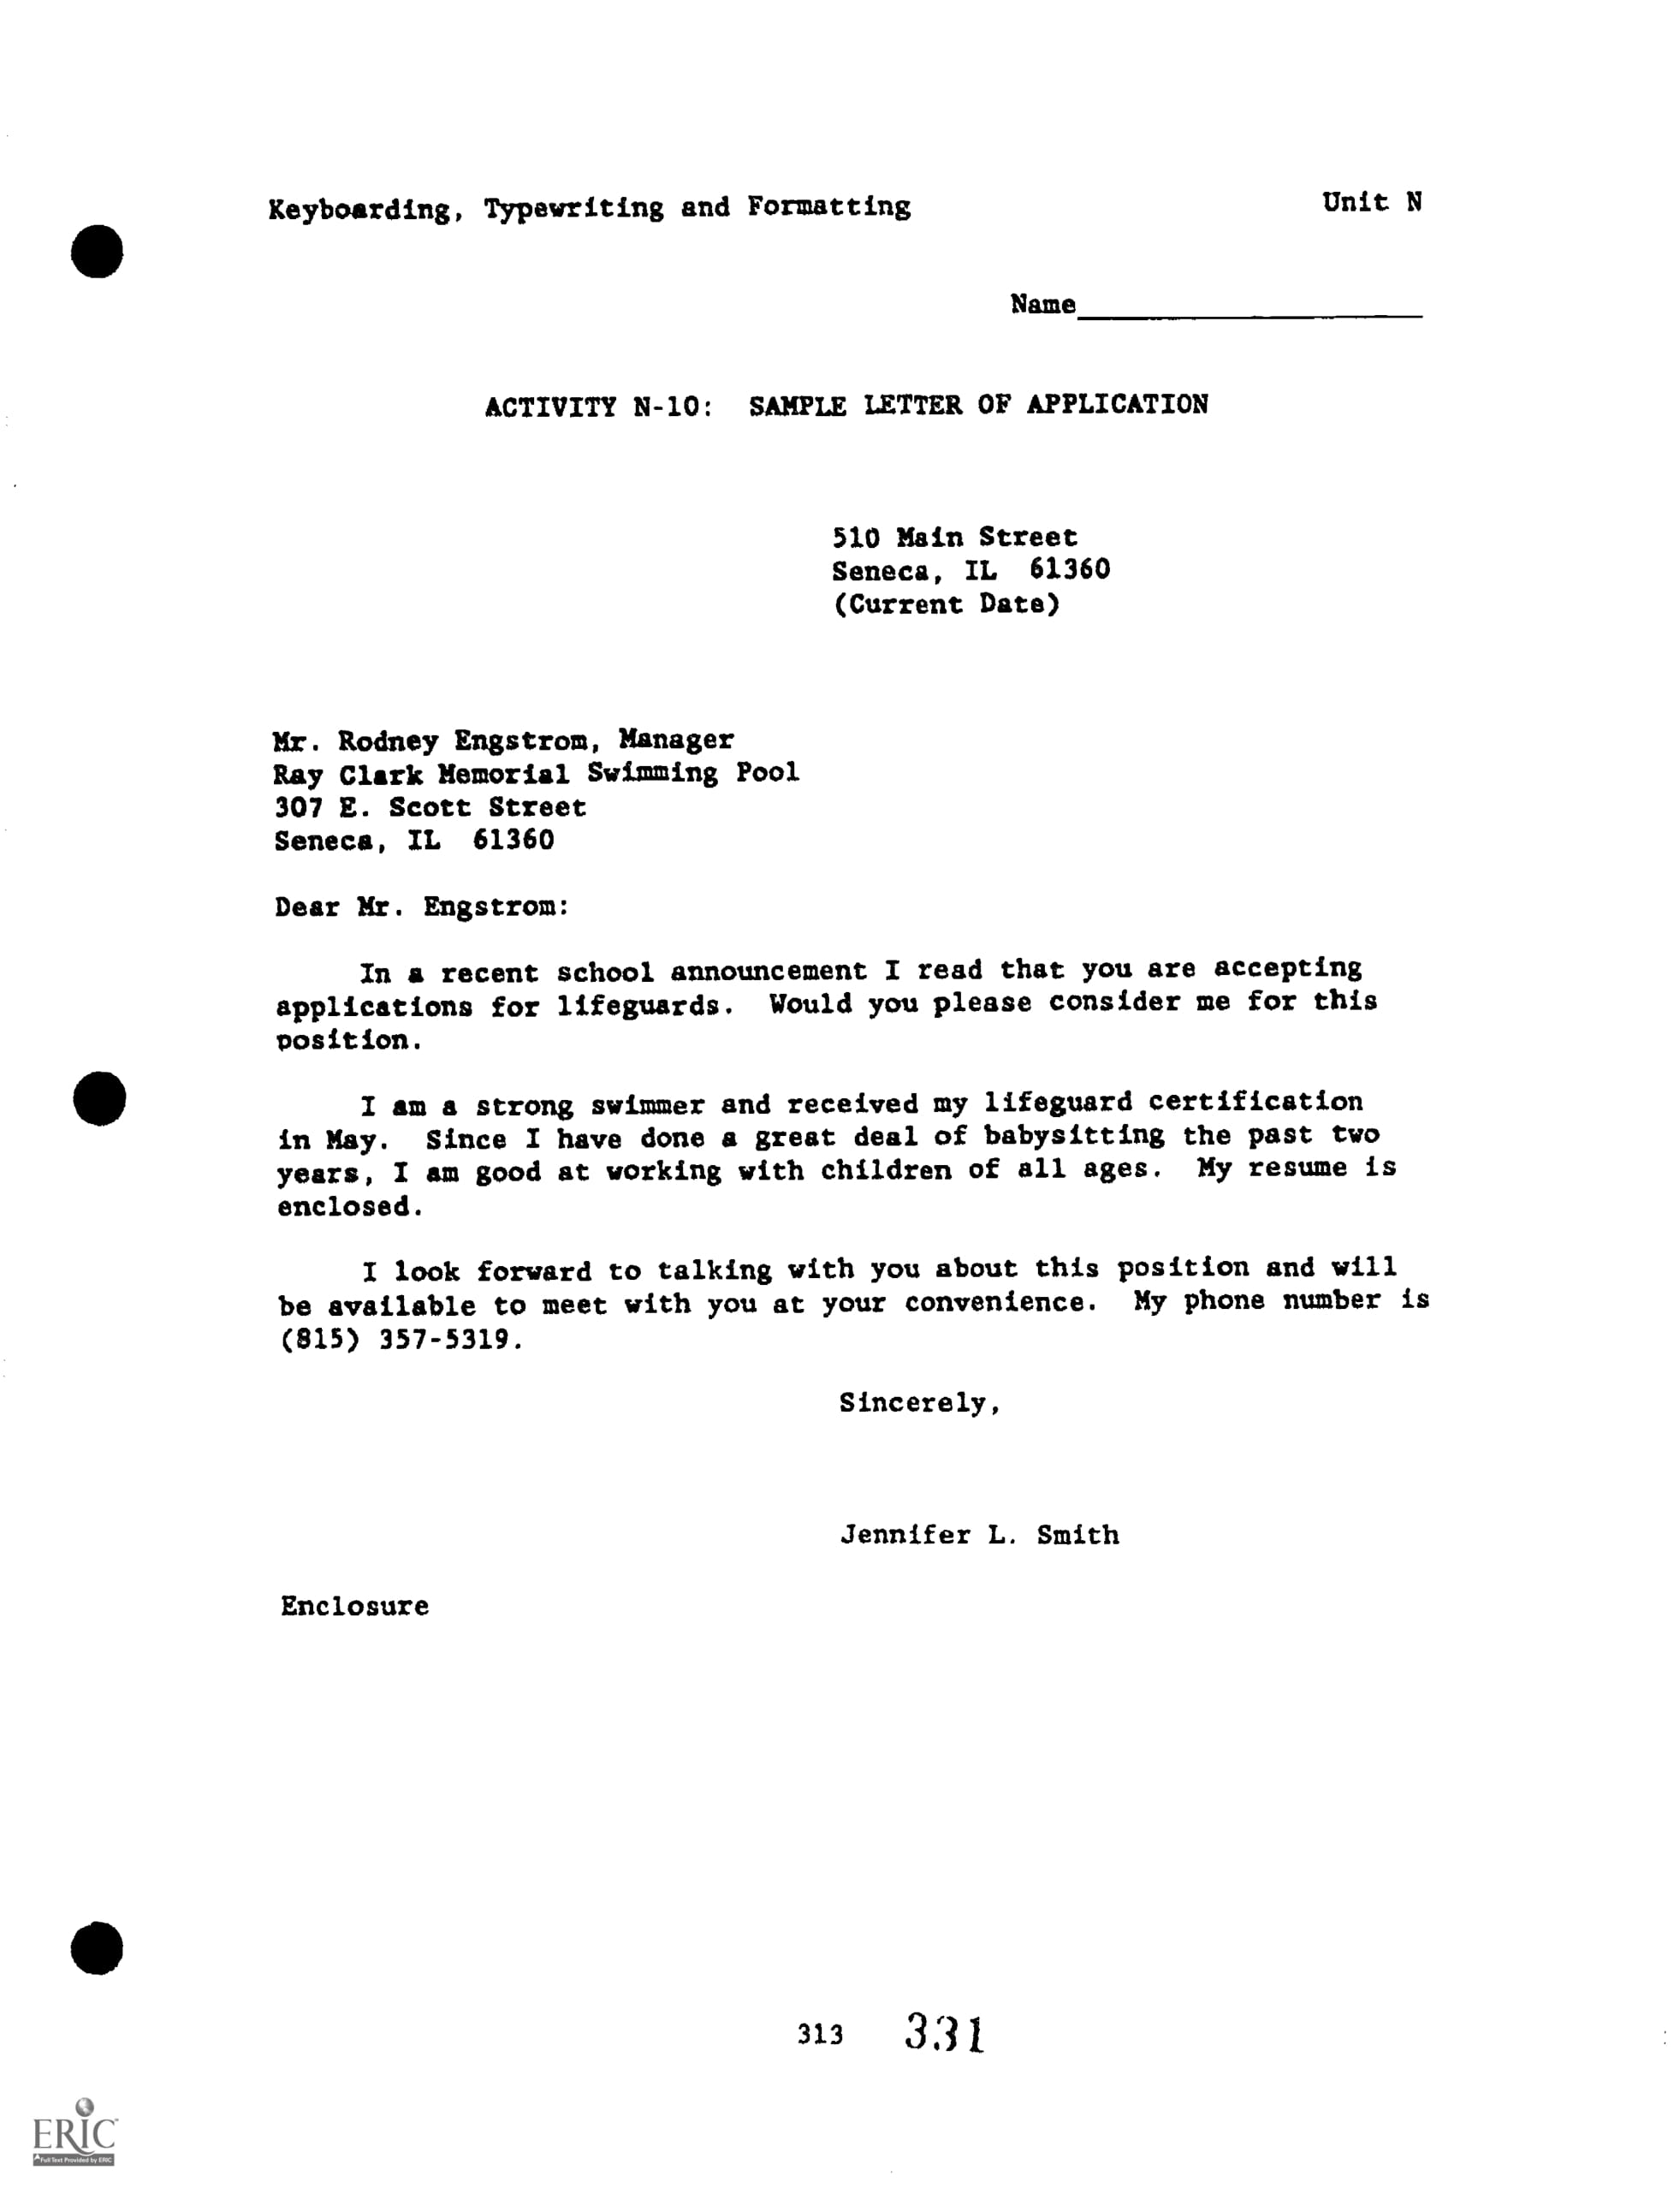 Keyboarding, Typewriting and Formatting Unit N
Name
ACTIVITY N-10: SAMPLE LETTER OF APPLICATION
510 Main Street
Seneca, IL 61360
(Current Date)
Mr. Rodney Engstrom, Manager
Ray Clark Memorial Swimming Pool
307 E. Scott Street
Seneca, IL 61360
Dear Mr. Engstrom:
In a recent school announcement I read that you are accepting
applications for lifeguards. Would you please consider me for this
position.
I am a strong swimmer and received my lifeguard certification
in May. Since I have done a great deal of babysitting the past two
years, I am good at working with children of all ages. My resume is
enclosed.
I look forward to talking with you about this position and will
be available to meet with you at your convenience. My phone number is
(815) 357-5319.
Sincerely,
Jennifer L. Smith
Enclosure
313 331
ERIC
Full Text Provided by ERIC